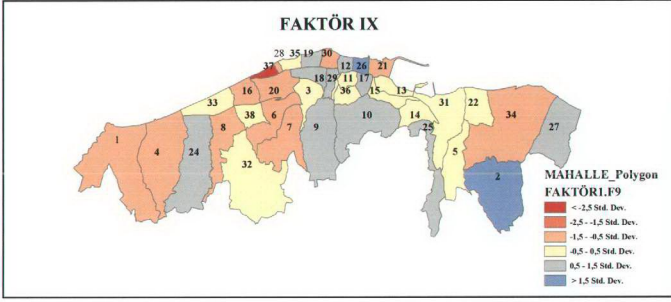 FAKTÖR IX
28 35 19 30
37 12 26 21
18 29 11 17
16 20 3 36 15 13
33 31 22
38 6 10 14 34
1 4 24 8 7 9 25 27
32 5
2
MAHALLE_Polygon
FAKTÖR1.F9
< -2,5 Std. Dev.
-2,5 - -1,5 Std. Dev.
-1,5 - -0,5 Std. Dev.
-0,5 - 0,5 Std. Dev.
0,5 - 1,5 Std. Dev.
> 1,5 Std. Dev.